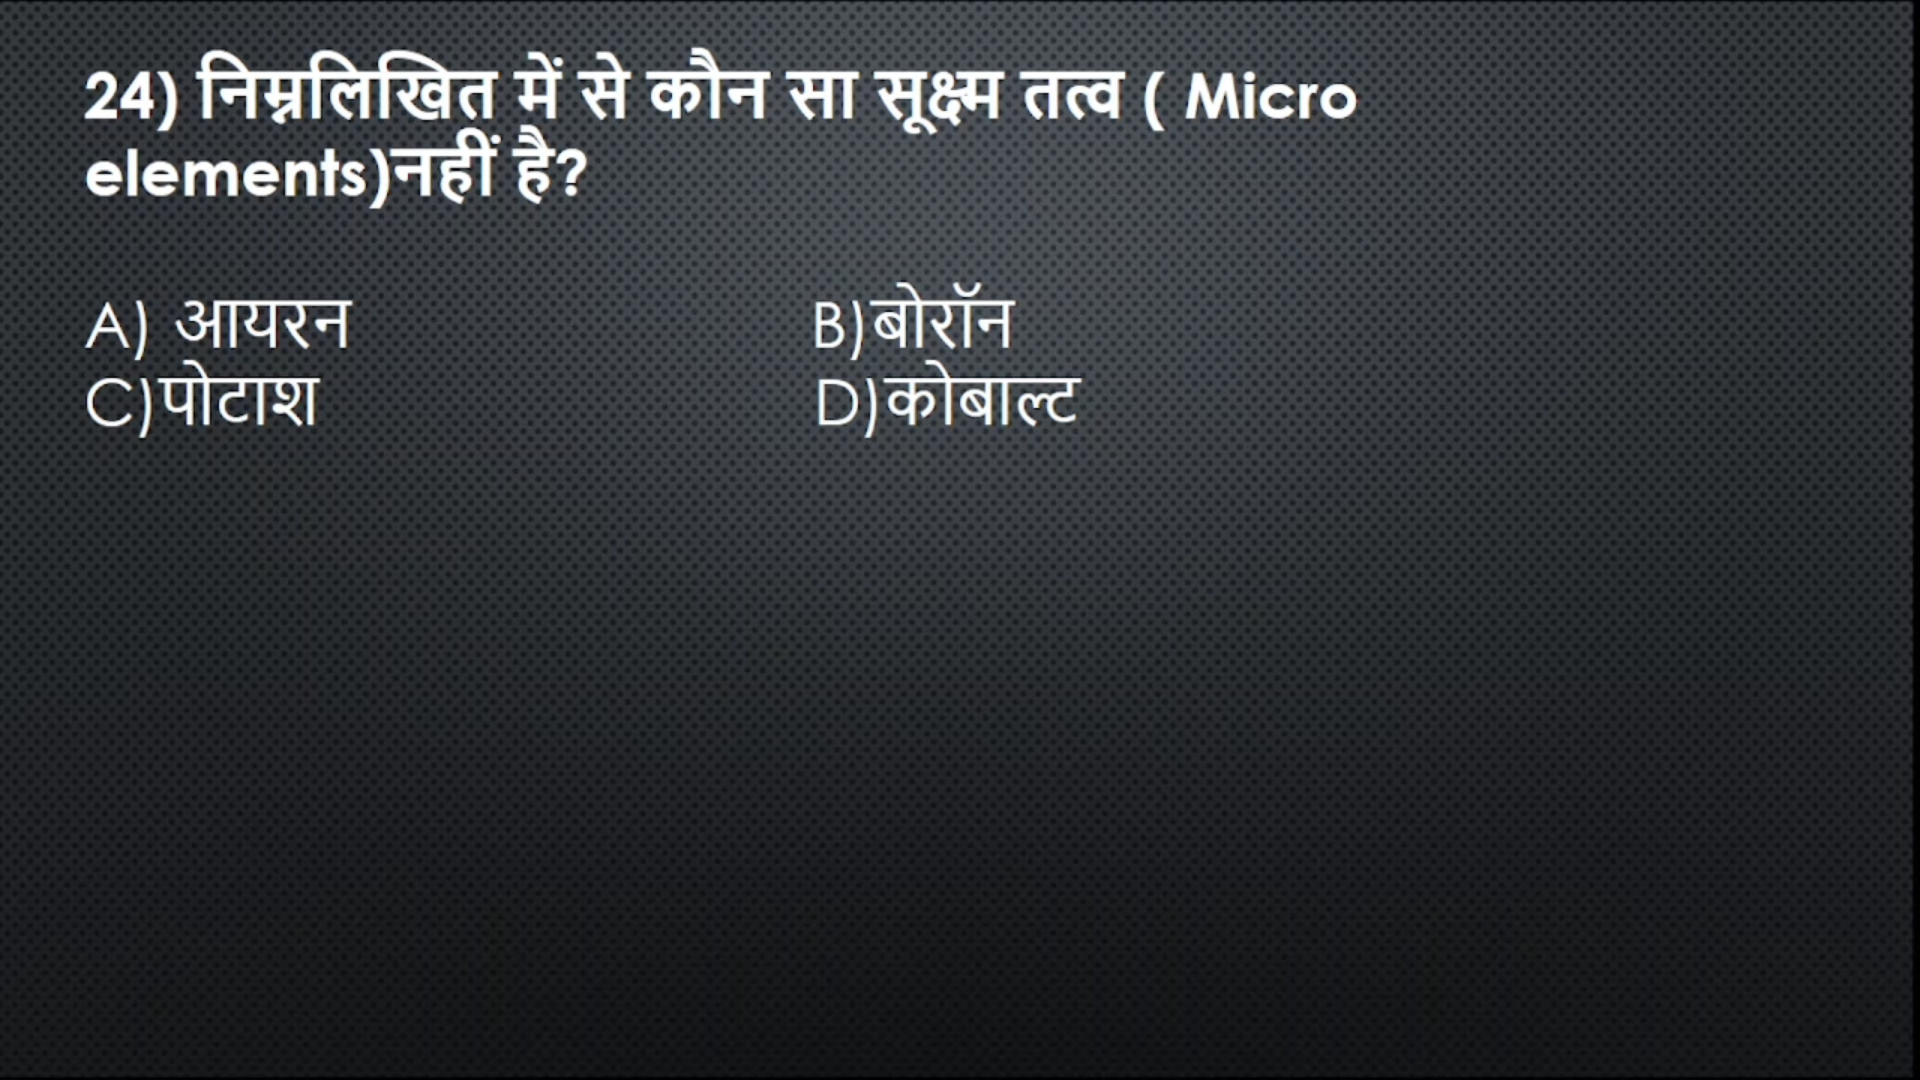 24) निम्नलिखित में से कौन सा सूक्ष्म तत्व ( Micro
elements)नहीं है?
A) आयरन B)बोरॉन
C)पोटाश D)कोबाल्ट